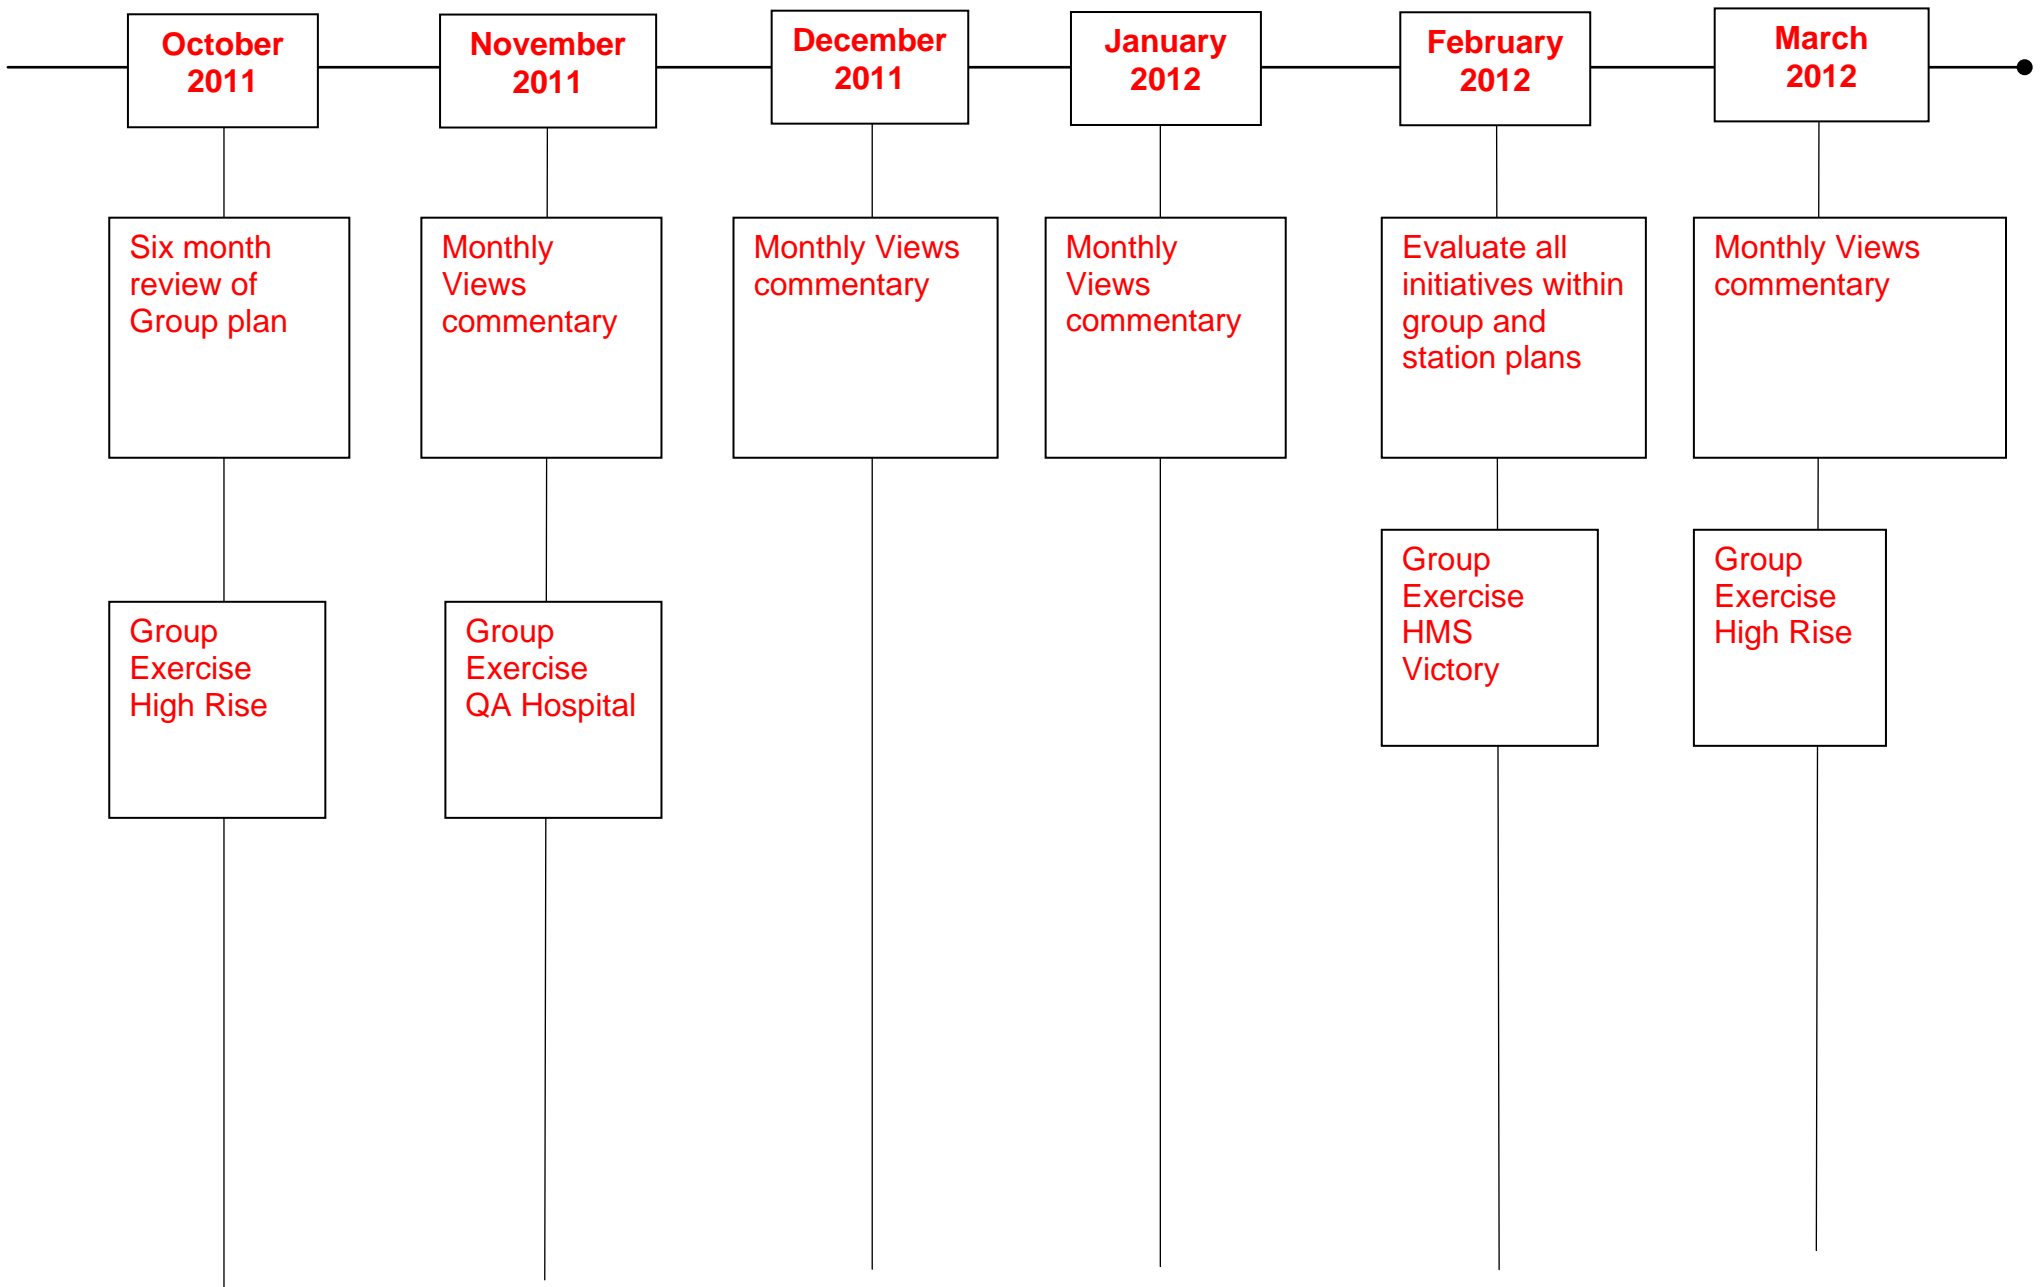 October
2011
November
2011
December
2011
January
2012
February
2012
March
2012
Six month
review of
Group plan
Monthly
Views
commentary
Monthly Views
commentary
Monthly
Views
commentary
Evaluate all
initiatives within
group and
station plans
Monthly Views
commentary
Group
Exercise
High Rise
Group
Exercise
QA Hospital
Group
Exercise
HMS
Victory
Group
Exercise
High Rise